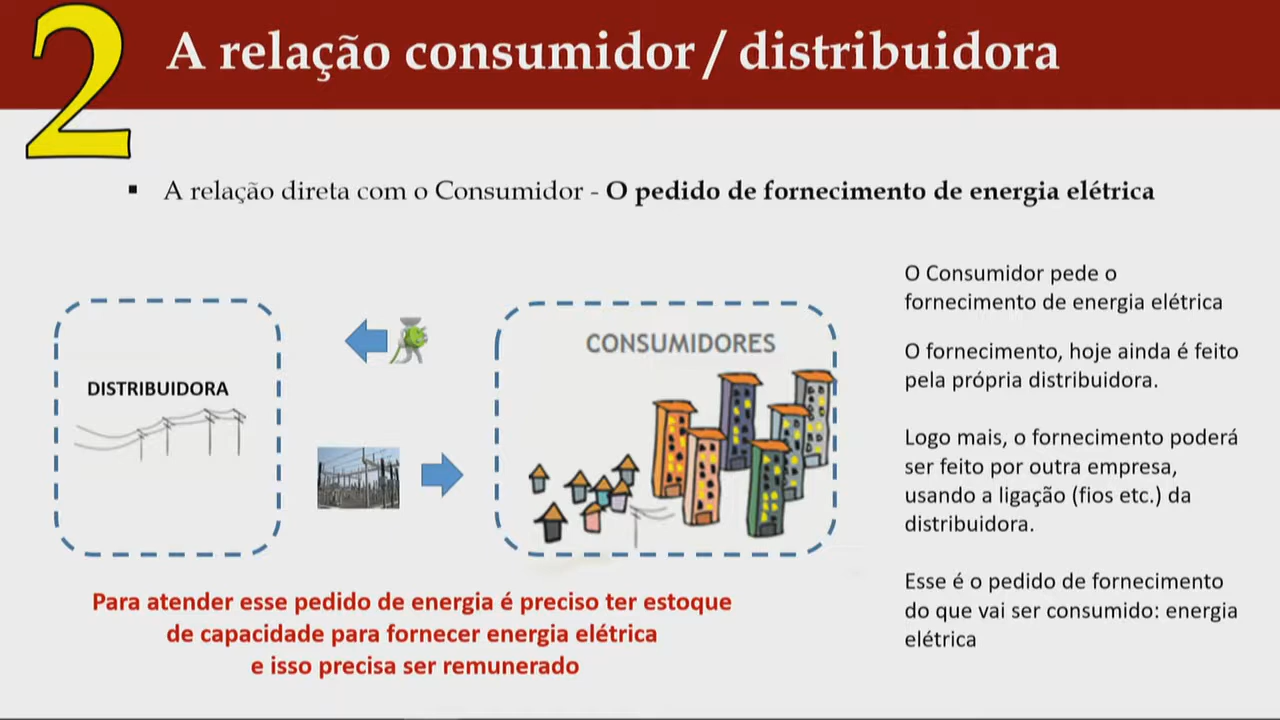 2
A relação consumidor / distribuidora
▪ A relação direta com o Consumidor - O pedido de fornecimento de energia elétrica
DISTRIBUIDORA
CONSUMIDORES
Para atender esse pedido de energia é preciso ter estoque
de capacidade para fornecer energia elétrica
e isso precisa ser remunerado
O Consumidor pede o
fornecimento de energia elétrica
O fornecimento, hoje ainda é feito
pela própria distribuidora.
Logo mais, o fornecimento poderá
ser feito por outra empresa,
usando a ligação (fios etc.) da
distribuidora.
Esse é o pedido de fornecimento
do que vai ser consumido: energia
elétrica